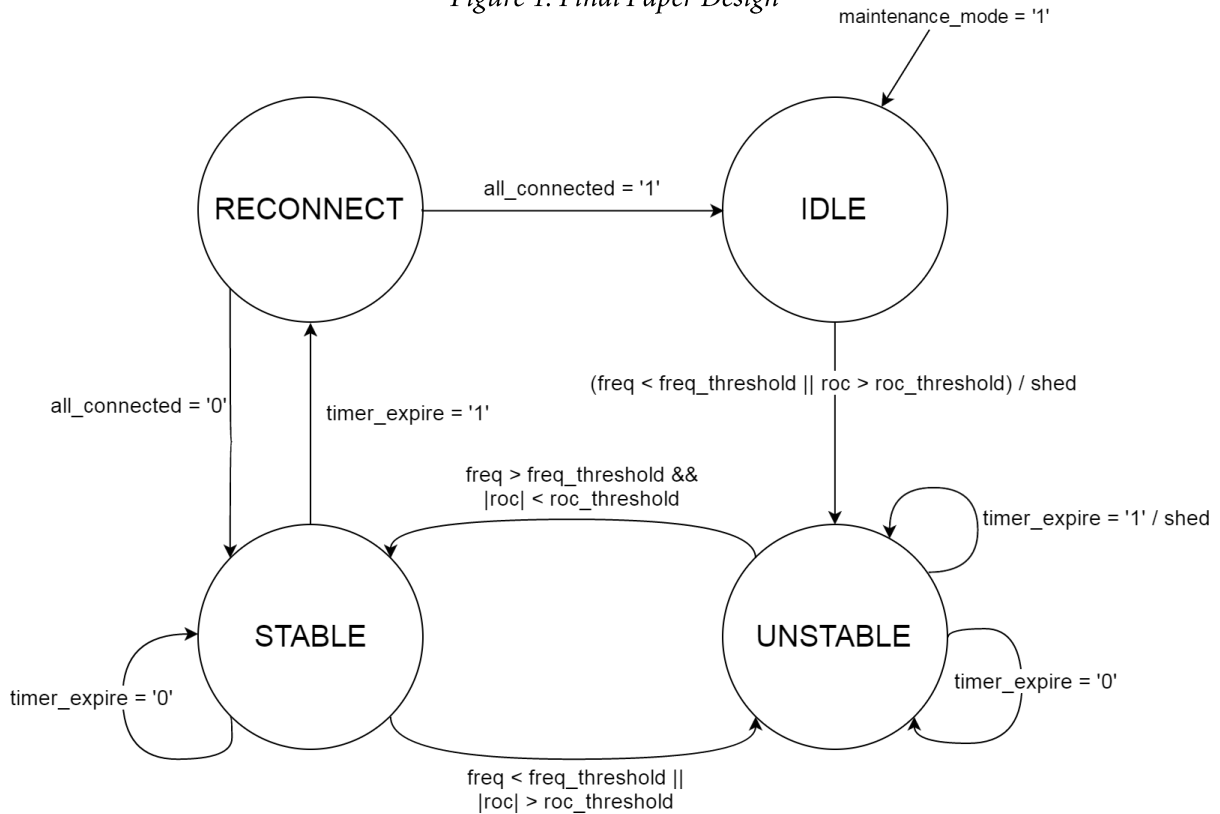 Figure 1: Final Paper Design
maintenance_mode = '1'
RECONNECT
all_connected = '1'
IDLE
(freq < freq_threshold || roc > roc_threshold) / shed
all_connected = '0'
timer_expire = '1'
freq > freq_threshold &&
|roc| < roc_threshold
timer_expire = '1' / shed
STABLE
UNSTABLE
timer_expire = '0'
timer_expire = '0'
freq < freq_threshold ||
|roc| > roc_threshold